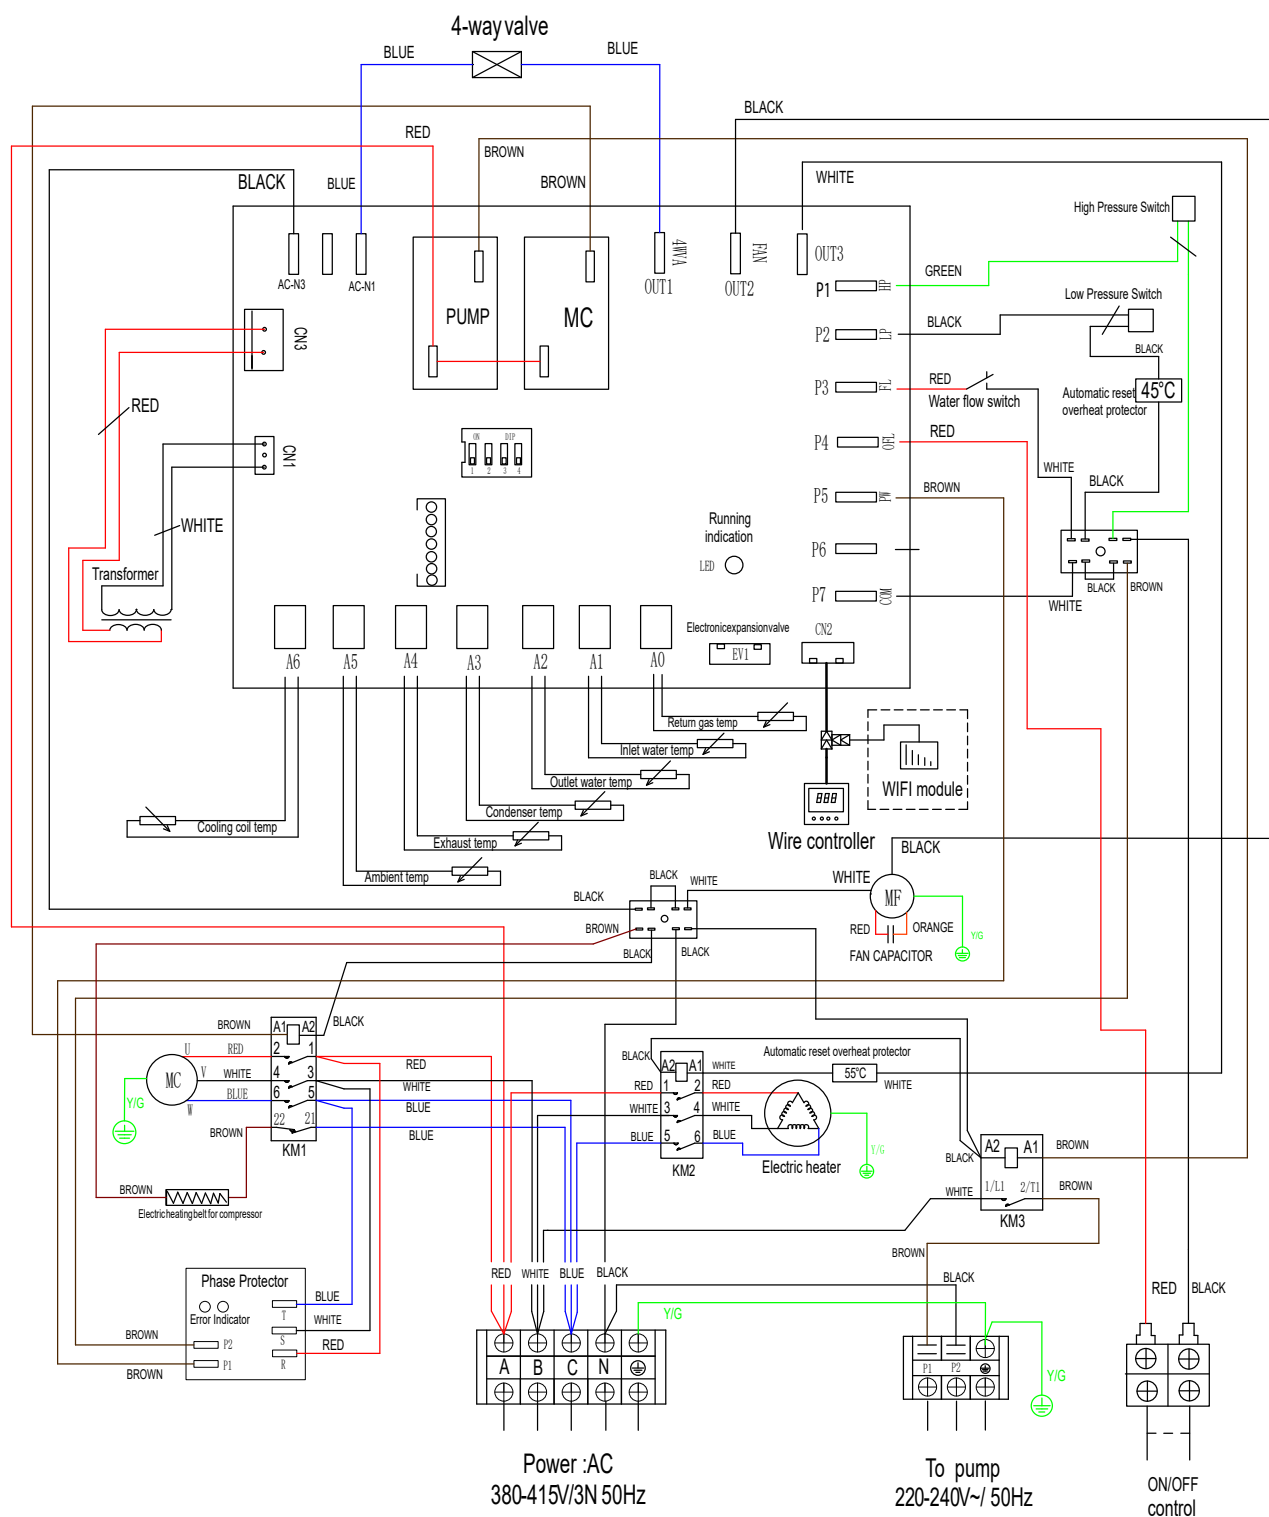 4-way valve
BLUE
BLUE
BLACK
RED
BROWN
BROWN
BLACK
BLUE
WHITE
High Pressure Switch
AC-N3
AC-N1
PUMP
MC
4WVA
OUT1
FAN
OUT2
OUT3
P1
HP
GREEN
Low Pressure Switch
P2
LP
BLACK
BLACK
CN3
P3
FL
RED
Water flow switch
Automatic reset
overheat protector
45°C
RED
P4
OFL
RED
ON
DIP
1
2
3
4
CN1
WHITE
BLACK
P5
PW
BROWN
WHITE
Running
indication
LED
P6
Transformer
BLACK
BROWN
P7
COM
WHITE
Electronicexpansionvalve
EV1
CN2
A6
A5
A4
A3
A2
A1
A0
Return gas temp
Inlet water temp
Outlet water temp
Condenser temp
Cooling coil temp
Exhaust temp
Ambient temp
WIFI module
888
Wire controller
BLACK
BLACK
WHITE
WHITE
BLACK
BROWN
MF
RED
ORANGE
Y/G
BLACK
BLACK
FAN CAPACITOR
BROWN
A1
A2
BLACK
U
RED
2
1
RED
MC
V
WHITE
4
3
WHITE
W
BLUE
6
5
BLUE
Y/G
BROWN
22
21
BLUE
KM1
BLACK
A2
A1
WHITE
Automatic reset overheat protector
55°C
WHITE
RED
1
2
RED
WHITE
3
4
WHITE
BLUE
5
6
BLUE
KM2
Electric heater
Y/G
BLACK
A2
A1
BROWN
WHITE
1/L1
2/T1
BROWN
KM3
BROWN
Electricheatingbelt for compressor
BROWN
Phase Protector
Error Indicator
T
BLUE
S
WHITE
R
RED
BROWN
P2
P1
BROWN
RED
WHITE
BLUE
BLACK
BLACK
Y/G
A
B
C
N
P1
P2
Y/G
RED
BLACK
Power :AC
380-415V/3N 50Hz
To pump
220-240V~/ 50Hz
ON/OFF
control